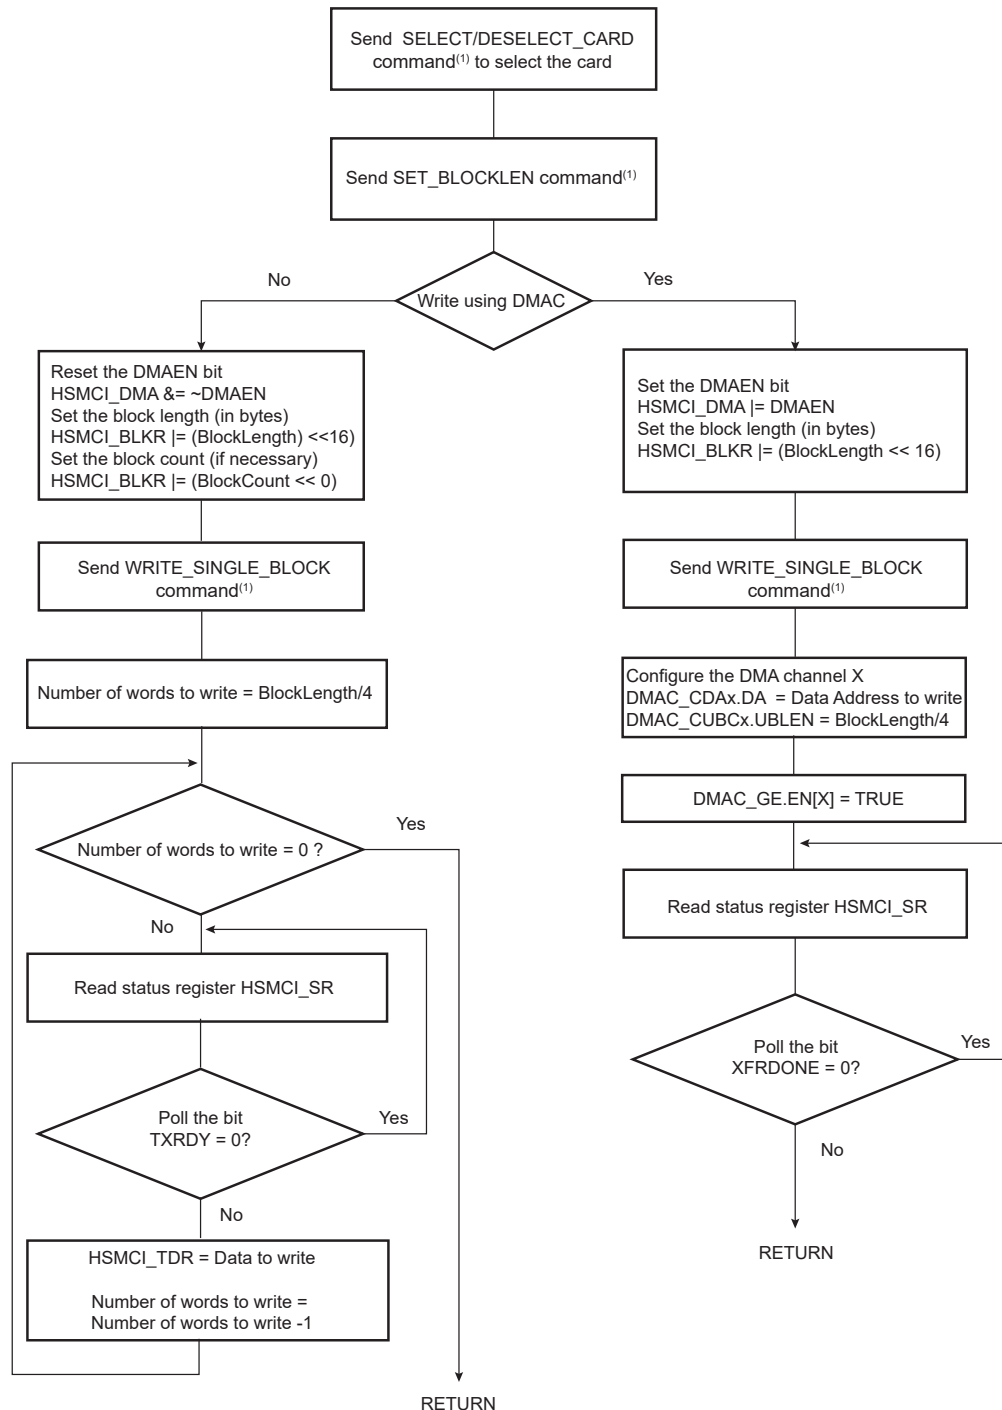 Send SELECT/DESELECT_CARD
command(1) to select the card
Send SET_BLOCKLEN command(1)
No
Yes
Write using DMAC
Reset the DMAEN bit
HSMCI_DMA &= ~DMAEN
Set the block length (in bytes)
HSMCI_BLKR |= (BlockLength) <<16)
Set the block count (if necessary)
HSMCI_BLKR |= (BlockCount << 0)
Send WRITE_SINGLE_BLOCK
command(1)
Number of words to write = BlockLength/4
Number of words to write = 0 ?
Yes
No
Read status register HSMCI_SR
Poll the bit
TXRDY = 0?
Yes
No
HSMCI_TDR = Data to write
Number of words to write =
Number of words to write -1
RETURN
Set the DMAEN bit
HSMCI_DMA |= DMAEN
Set the block length (in bytes)
HSMCI_BLKR |= (BlockLength << 16)
Send WRITE_SINGLE_BLOCK
command(1)
Configure the DMA channel X
DMAC_CDAx.DA = Data Address to write
DMAC_CUBCx.UBLEN = BlockLength/4
DMAC_GE.EN[X] = TRUE
Read status register HSMCI_SR
Poll the bit
XFRDONE = 0?
Yes
No
RETURN